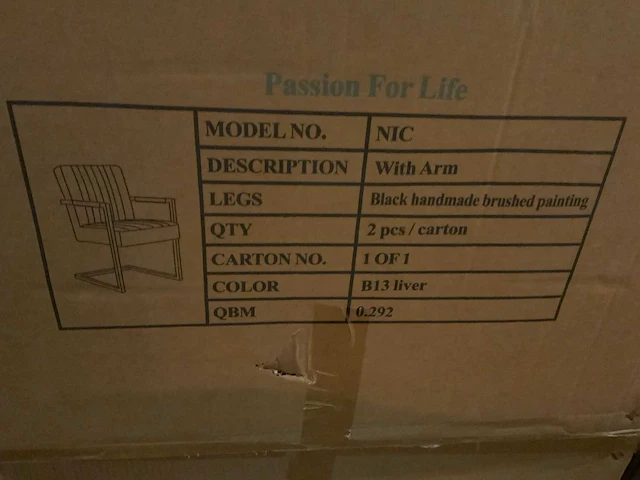 Passion For Life
MODEL NO. NIC
DESCRIPTION With Arm
LEGS Black handmade brushed painting
QTY 2 pcs / carton
CARTON NO. 1 OF 1
COLOR B13 liver
QBM 0.292